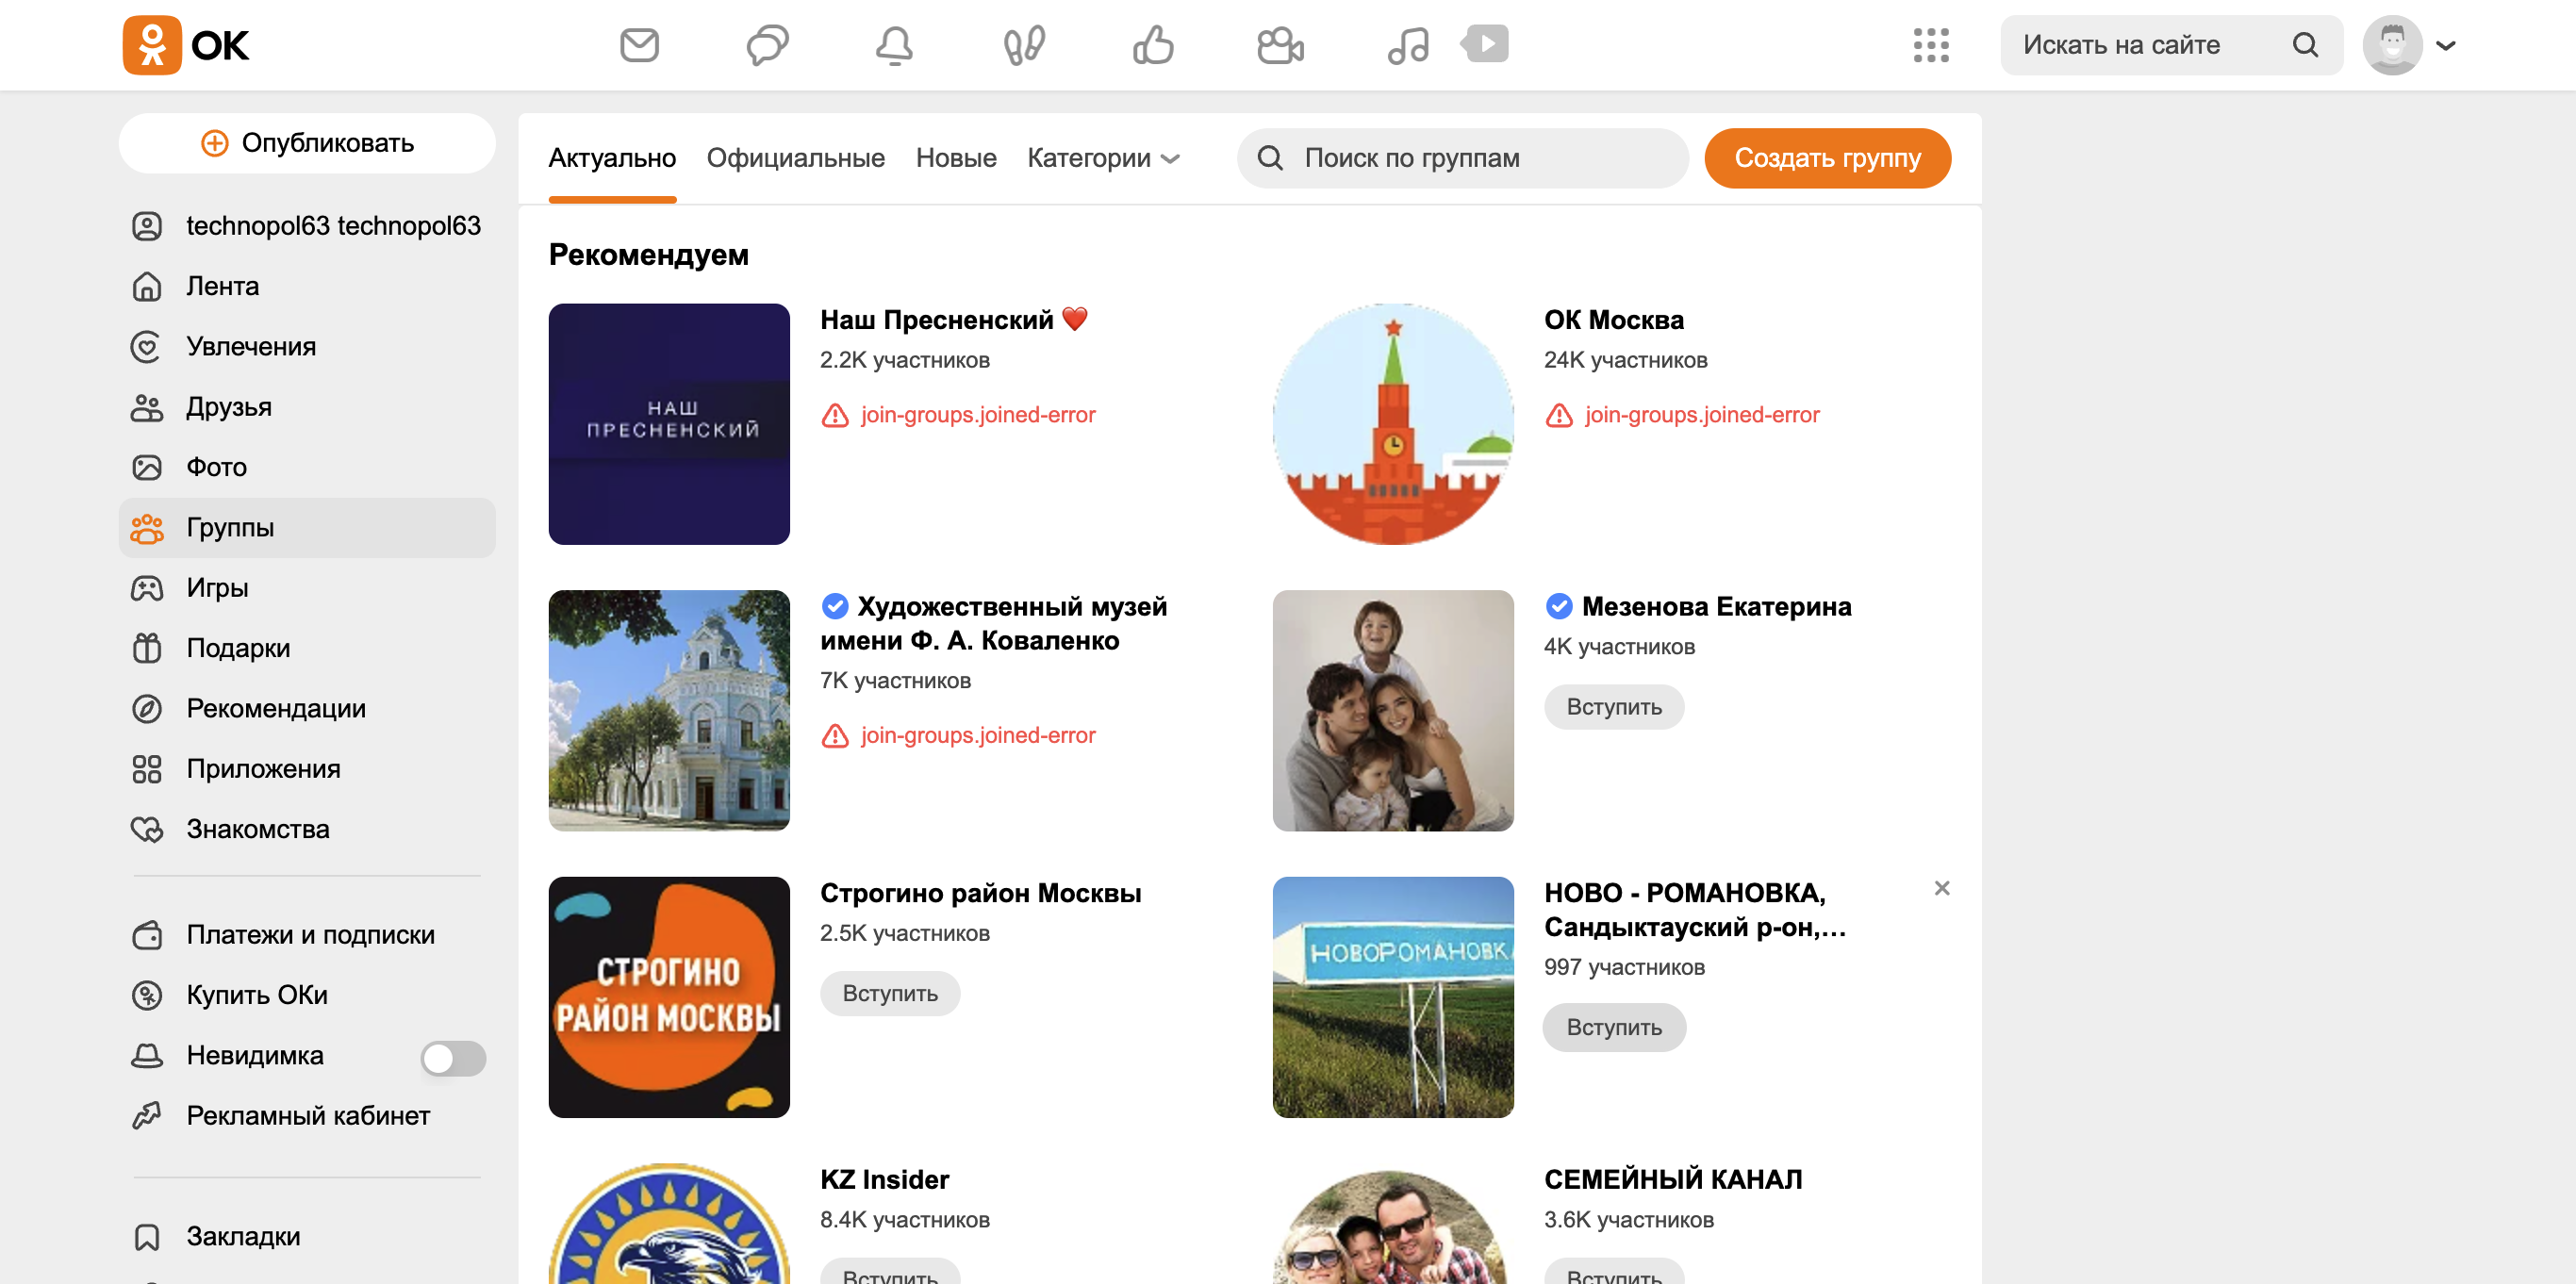 ОК
Искать на сайте
Опубликовать
technopol63 technopol63
Лента
Увлечения
Друзья
Фото
Группы
Игры
Подарки
Рекомендации
Приложения
Знакомства
Платежи и подписки
Купить ОКи
Невидимка
Рекламный кабинет
Закладки
Актуально Официальные Новые Категории
Поиск по группам
Создать группу
Рекомендуем
НАШ
ПРЕСНЕНСКИЙ
Наш Пресненский ❤️
2.2K участников
join-groups.joined-error
ОК Москва
24K участников
join-groups.joined-error
Художественный музей
имени Ф. А. Коваленко
7K участников
join-groups.joined-error
Мезенова Екатерина
4K участников
Вступить
СТРОГИНО
РАЙОН МОСКВЫ
Строгино район Москвы
2.5K участников
Вступить
НОВОРОМАНОВКА
НОВО - РОМАНОВКА,
Сандыктауский р-он,...
997 участников
Вступить
KZ Insider
8.4K участников
Вступить
СЕМЕЙНЫЙ КАНАЛ
3.6K участников
Вступить